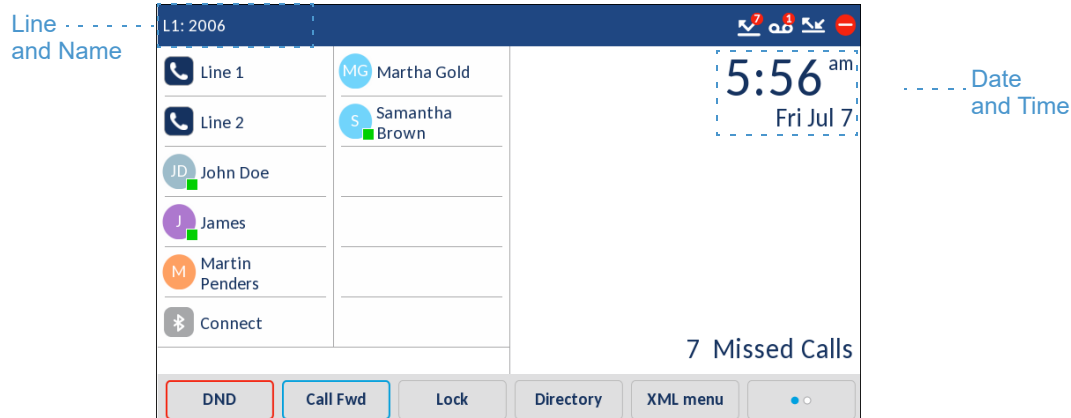 Line
and Name
L1: 2006
7
1
Line 1
Line 2
JD John Doe
J James
M Martin
Penders
Connect
MG Martha Gold
S Samantha
Brown
5:56 am
Fri Jul 7
7 Missed Calls
Date
and Time
DND Call Fwd Lock Directory XML menu